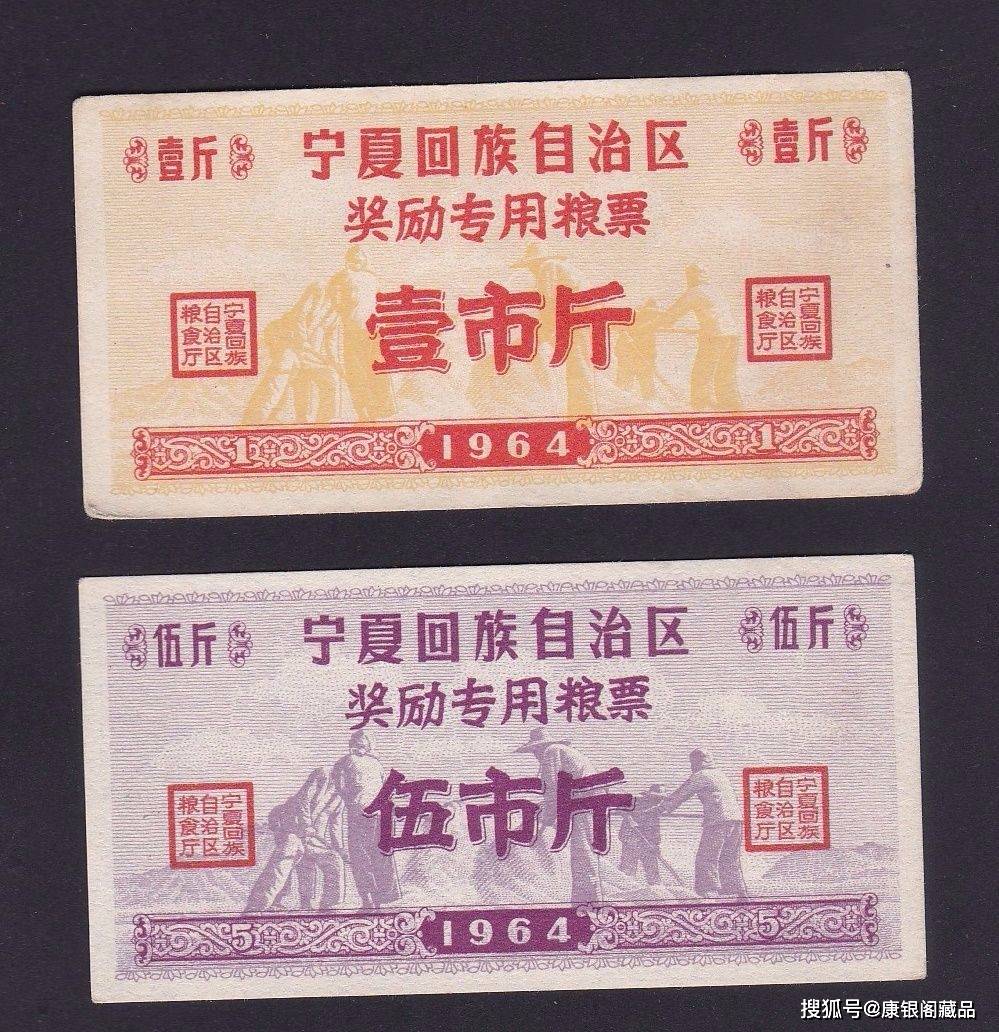 壹斤 宁夏回族自治区 壹斤
奖励专用粮票
壹市斤
宁夏回族自治区粮食厅
宁夏回族自治区粮食厅
1 1964 1
伍斤 宁夏回族自治区 伍斤
奖励专用粮票
伍市斤
宁夏回族自治区粮食厅
宁夏回族自治区粮食厅
5 1964 5
搜狐号@康银阁藏品